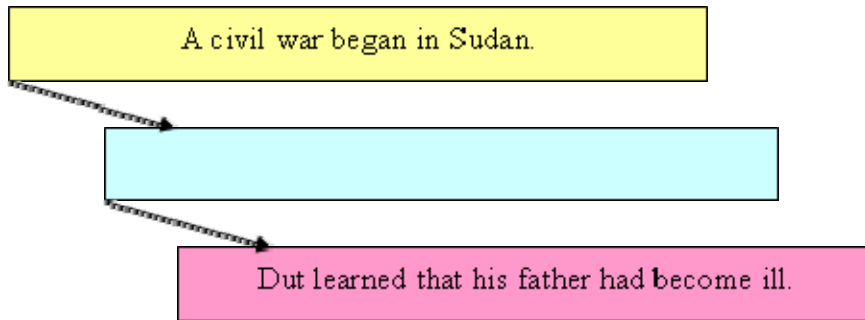 A civil war began in Sudan.
Dut learned that his father had become ill.